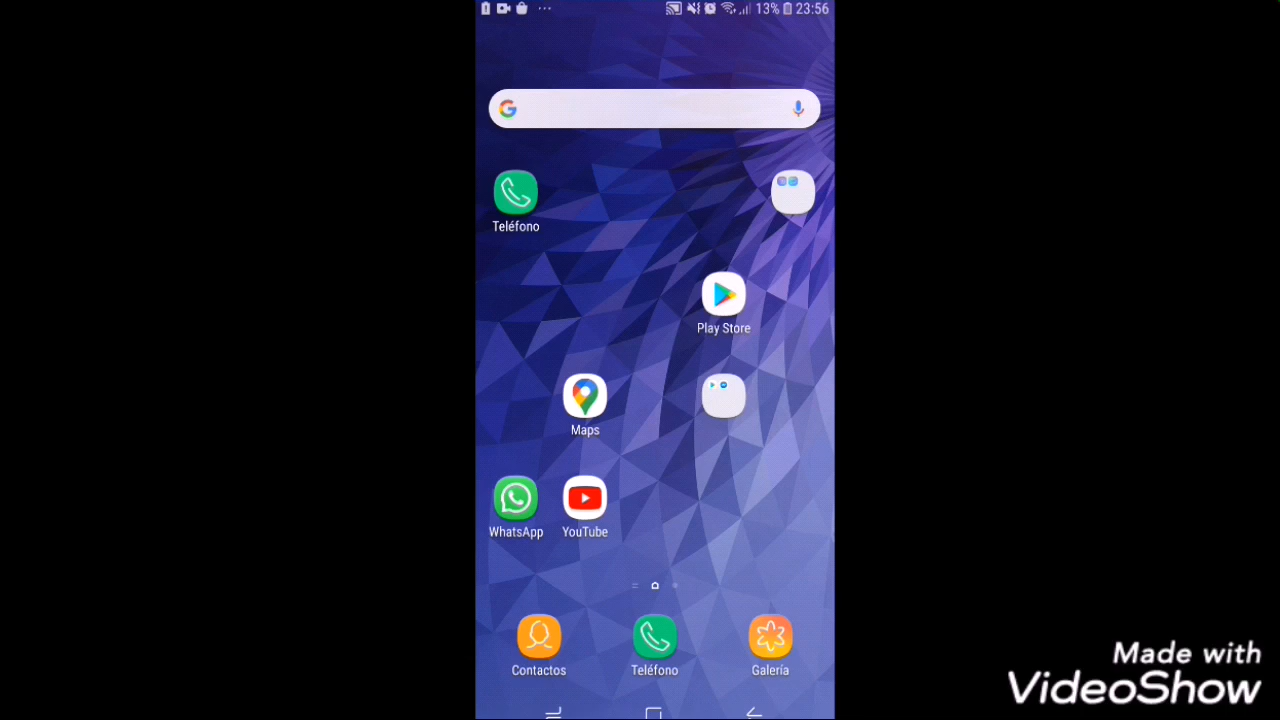 13% 23:56
Teléfono
Play Store
Maps
WhatsApp YouTube
Contactos Teléfono Galería
Made with
VideoShow